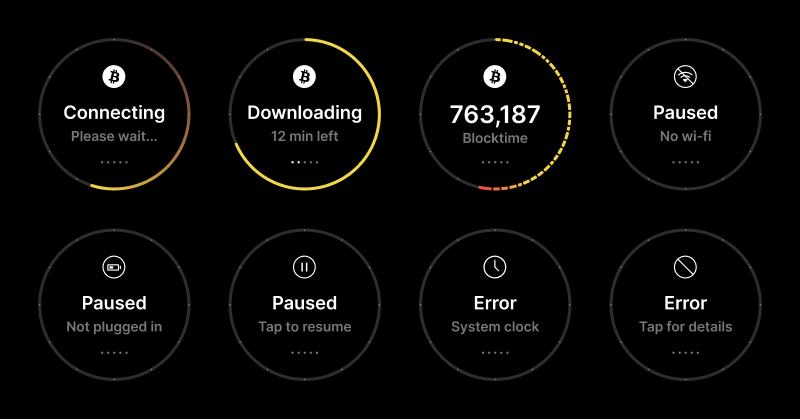 Connecting
Please wait...
Downloading
12 min left
763,187
Blocktime
Paused
No wi-fi
Paused
Not plugged in
Paused
Tap to resume
Error
System clock
Error
Tap for details